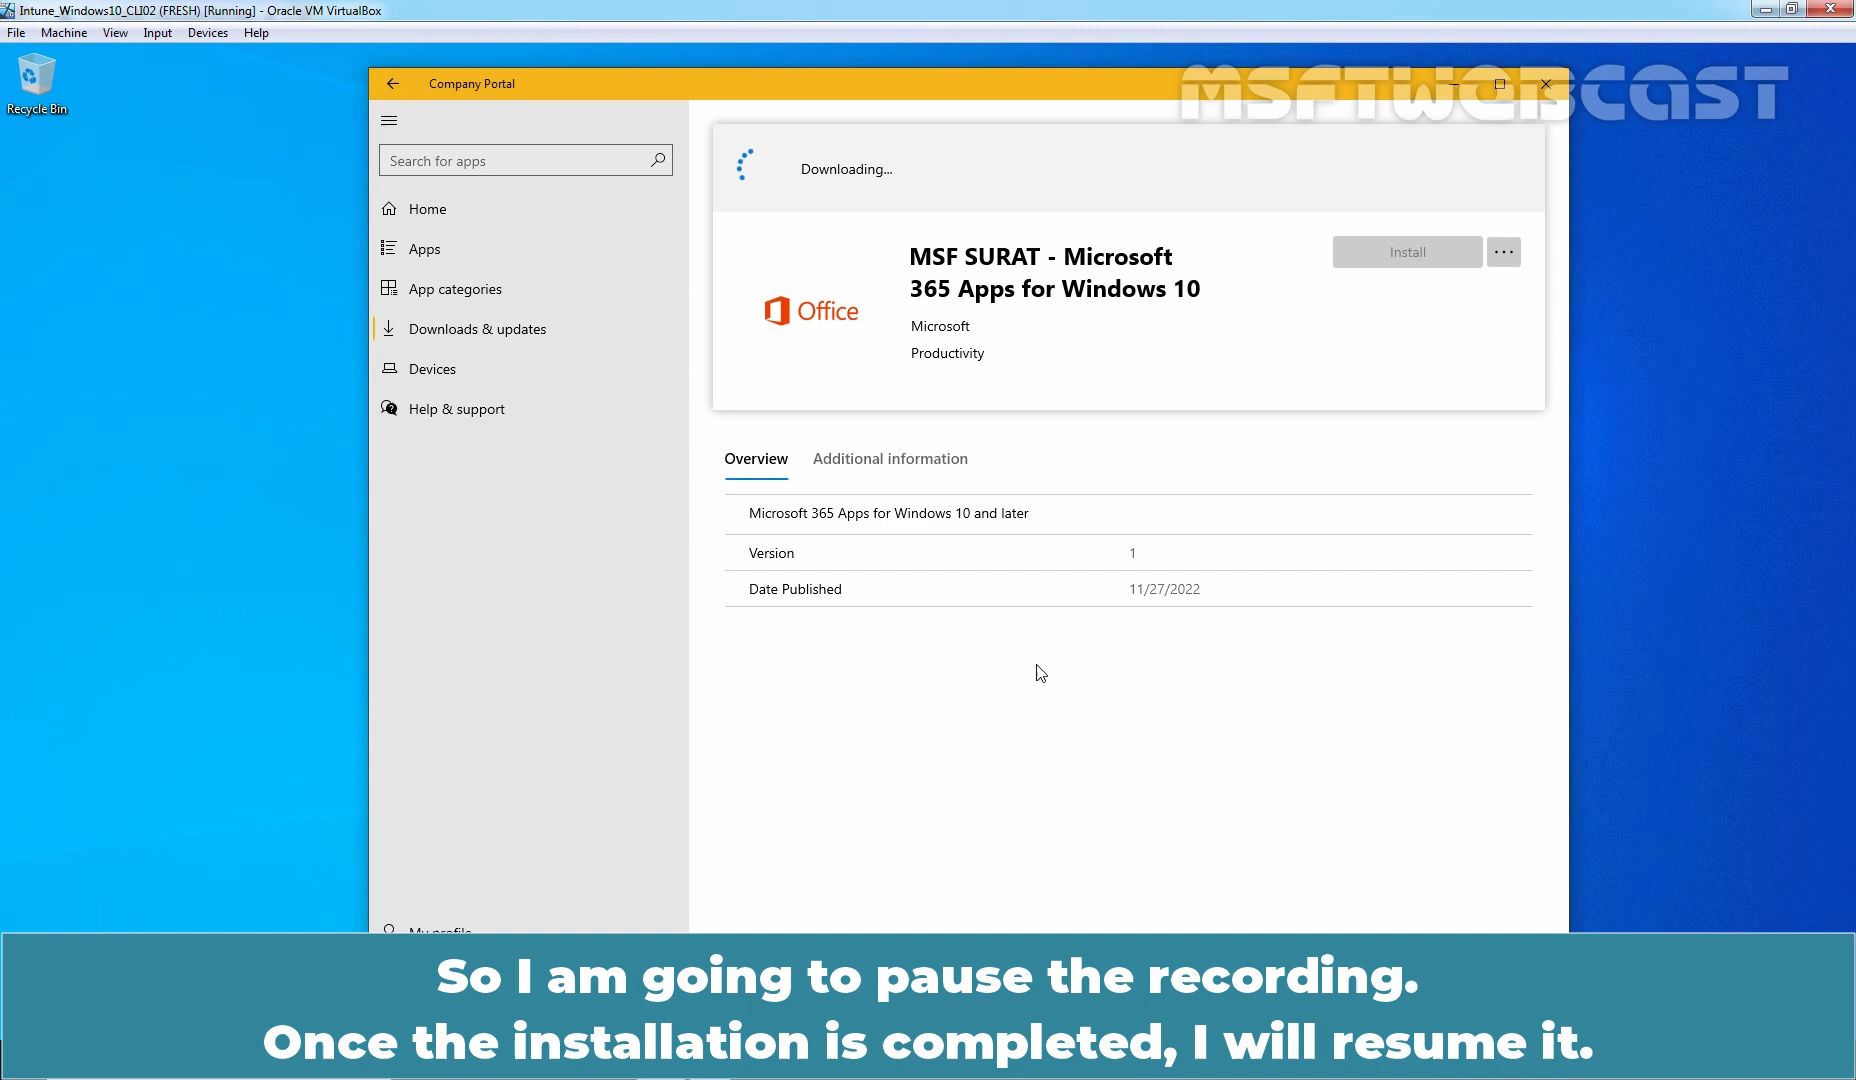 Intune_Windows10_CLI02 (FRESH) [Running] - Oracle VM VirtualBox
File Machine View Input Devices Help
Recycle Bin
Company Portal
MSFTWEBCAST
Search for apps
Home
Apps
App categories
Downloads & updates
Devices
Help & support
My profile
Downloading...
MSF SURAT - Microsoft
365 Apps for Windows 10
Install
Office
Microsoft
Productivity
Overview Additional information
Microsoft 365 Apps for Windows 10 and later
Version 1
Date Published 11/27/2022
So I am going to pause the recording.
Once the installation is completed, I will resume it.